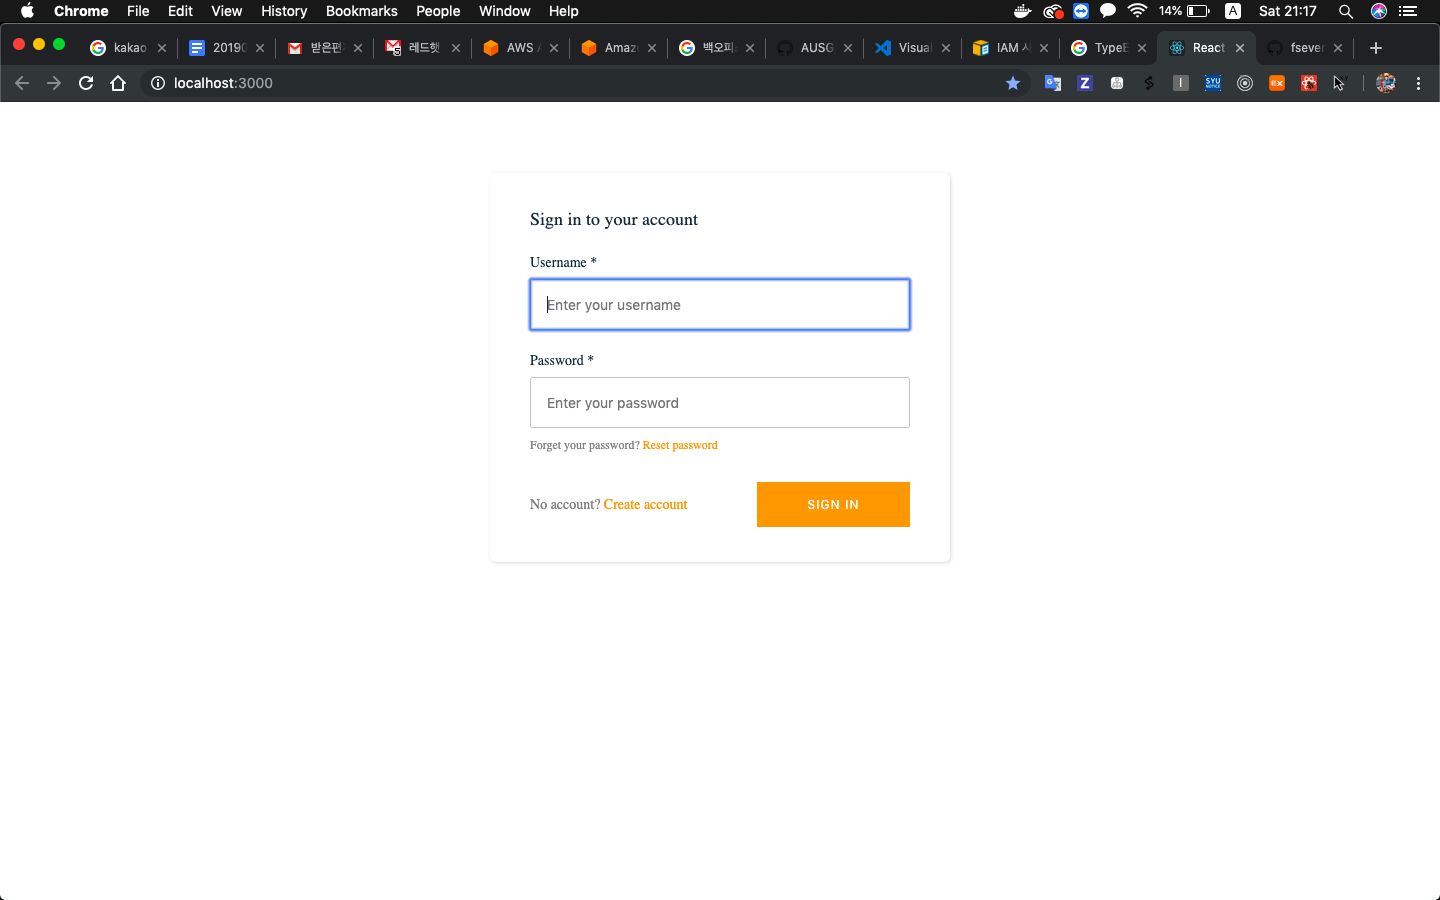 Chrome File Edit View History Bookmarks People Window Help 14% A Sat 21:17
kakao 2019 받은편 레드햇 AWS Amaz 백오피 AUSG Visual IAM TypeE React fsever
localhost:3000
Sign in to your account
Username *
Enter your username
Password *
Enter your password
Forget your password? Reset password
No account? Create account
SIGN IN